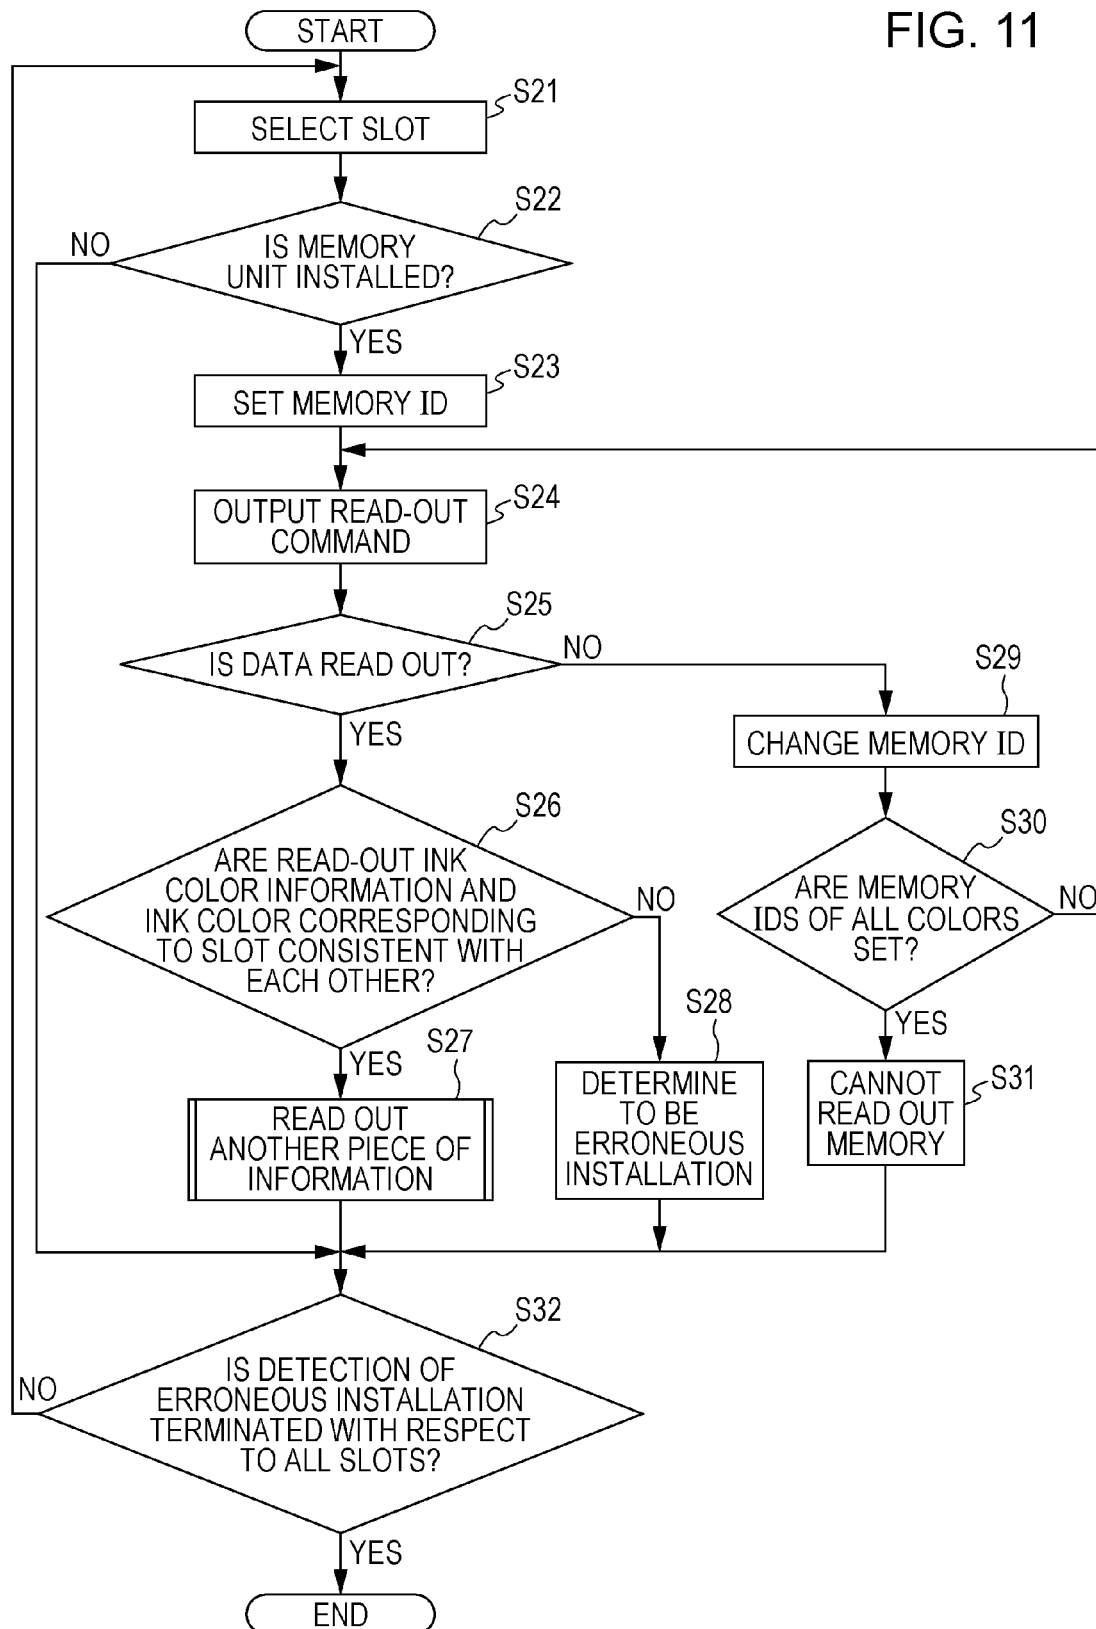 FIG. 11
START
S21
SELECT SLOT
S22
IS MEMORY
UNIT INSTALLED?
NO
YES
S23
SET MEMORY ID
S24
OUTPUT READ-OUT
COMMAND
S25
IS DATA READ OUT?
NO
YES
S29
CHANGE MEMORY ID
S26
ARE READ-OUT INK
COLOR INFORMATION AND
INK COLOR CORRESPONDING
TO SLOT CONSISTENT WITH
EACH OTHER?
NO
YES
S30
ARE MEMORY
IDS OF ALL COLORS
SET?
NO
YES
S27
READ OUT
ANOTHER PIECE OF
INFORMATION
S28
DETERMINE
TO BE
ERRONEOUS
INSTALLATION
S31
CANNOT
READ OUT
MEMORY
S32
IS DETECTION OF
ERRONEOUS INSTALLATION
TERMINATED WITH RESPECT
TO ALL SLOTS?
NO
YES
END